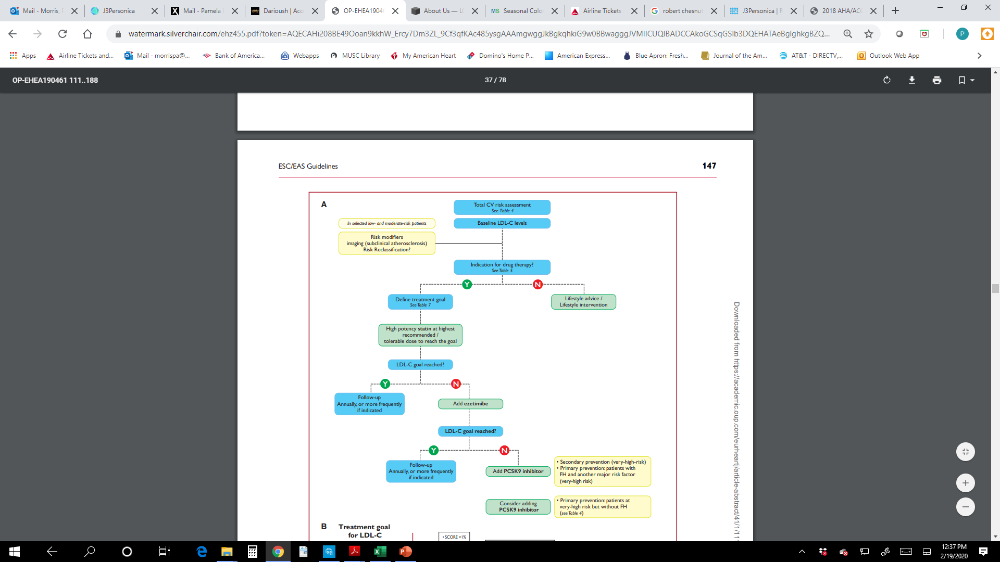 Mail - Morris,
J3Personica
Mail - Pamela
Darioush | Acc
OP-EHEA1904
About Us — L
MS Seasonal Colo
Airline Tickets
robert chesnut
J3Personica |
2018 AHA/ACC
watermark.silverchair.com/ehz455.pdf?token=
Apps
Airline Tickets and...
Mail - morrispa@...
Bank of America...
Webapps
MUSC Library
My American Heart
Domino's Home P...
American Express...
Blue Apron: Fresh...
Journal of the Am...
AT&T - DIRECTV,...
Outlook Web App
OP-EHEA190461 111..188
37 / 78
ESC/EAS Guidelines
147
A
Total CV risk assessment
See Table 4
In selected low- and moderate-risk patients
Baseline LDL-C levels
Risk modifiers
imaging (subclinical atherosclerosis)
Risk Reclassification?
Indication for drug therapy?
See Table 5
Y
N
Define treatment goal
See Table 7
Lifestyle advice /
Lifestyle intervention
High potency statin at highest
recommended /
tolerable dose to reach the goal
LDL-C goal reached?
Y
N
Follow-up
Annually, or more frequently
if indicated
Add ezetimibe
LDL-C goal reached?
Y
N
Follow-up
Annually, or more frequently
if indicated
Add PCSK9 inhibitor
• Secondary prevention (very-high-risk)
• Primary prevention: patients with
FH and another major risk factor
(very-high risk)
Consider adding
PCSK9 inhibitor
• Primary prevention: patients at
very-high risk but without FH
(see Table 4)
B
Treatment goal
for LDL-C
• SCORE <1%
Downloaded from https://academic.oup.com/eurheartj/article-abstract/41/1/11
P
12:37 PM
2/19/2020